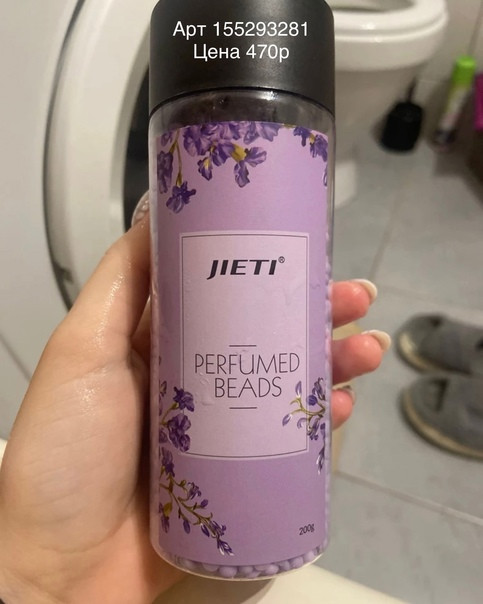 Арт 155293281
Цена 470р
JIETI®
PERFUMED
BEADS
200g